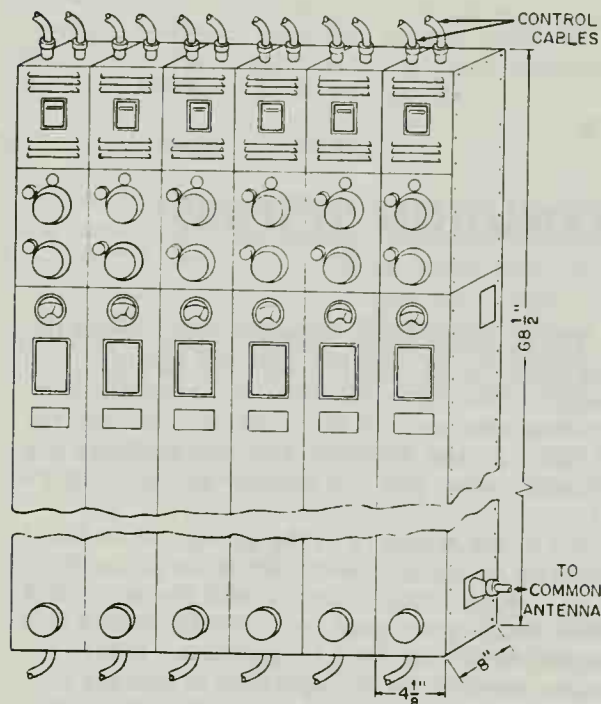 CONTROL
CABLES
68 1/2"
TO
COMMON
ANTENNA
8"
4 1/8"